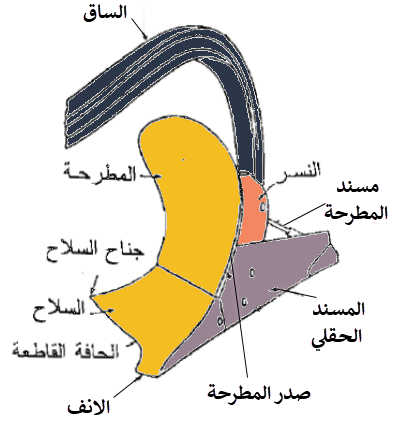 الساق
المطرحة
النسر
مسند
المطرحة
جناح السلاح
السلاح
المسند
الحقلي
الحافة القاطعة
صدر المطرحة
الانف